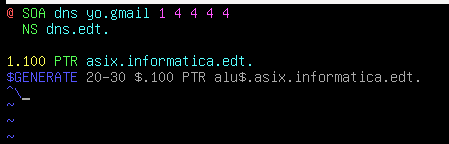 @ SOA dns yo.gmail 1 4 4 4 4
NS dns.edt.
1.100 PTR asix.informatica.edt.
$GENERATE 20-30 $.100 PTR alu$.asix.informatica.edt.
^\_
~
~
~